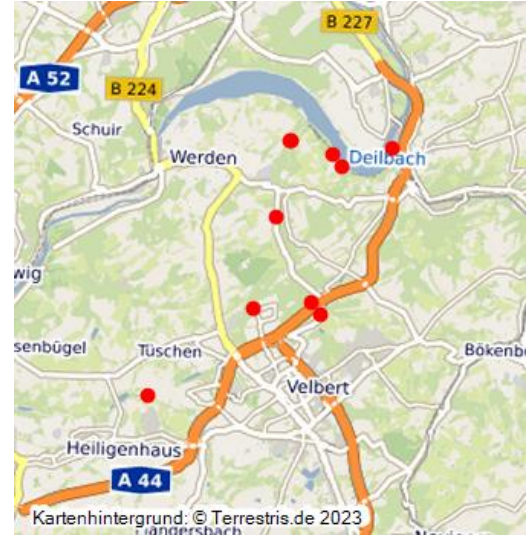 B 227
A 52
B 224
Schuir
Werden
Deilbach
wig
senbügel
Tüschen
Bökenb
Velbert
Heiligenhaus
A 44
Kartenhintergrund: © Terrestris.de 2023